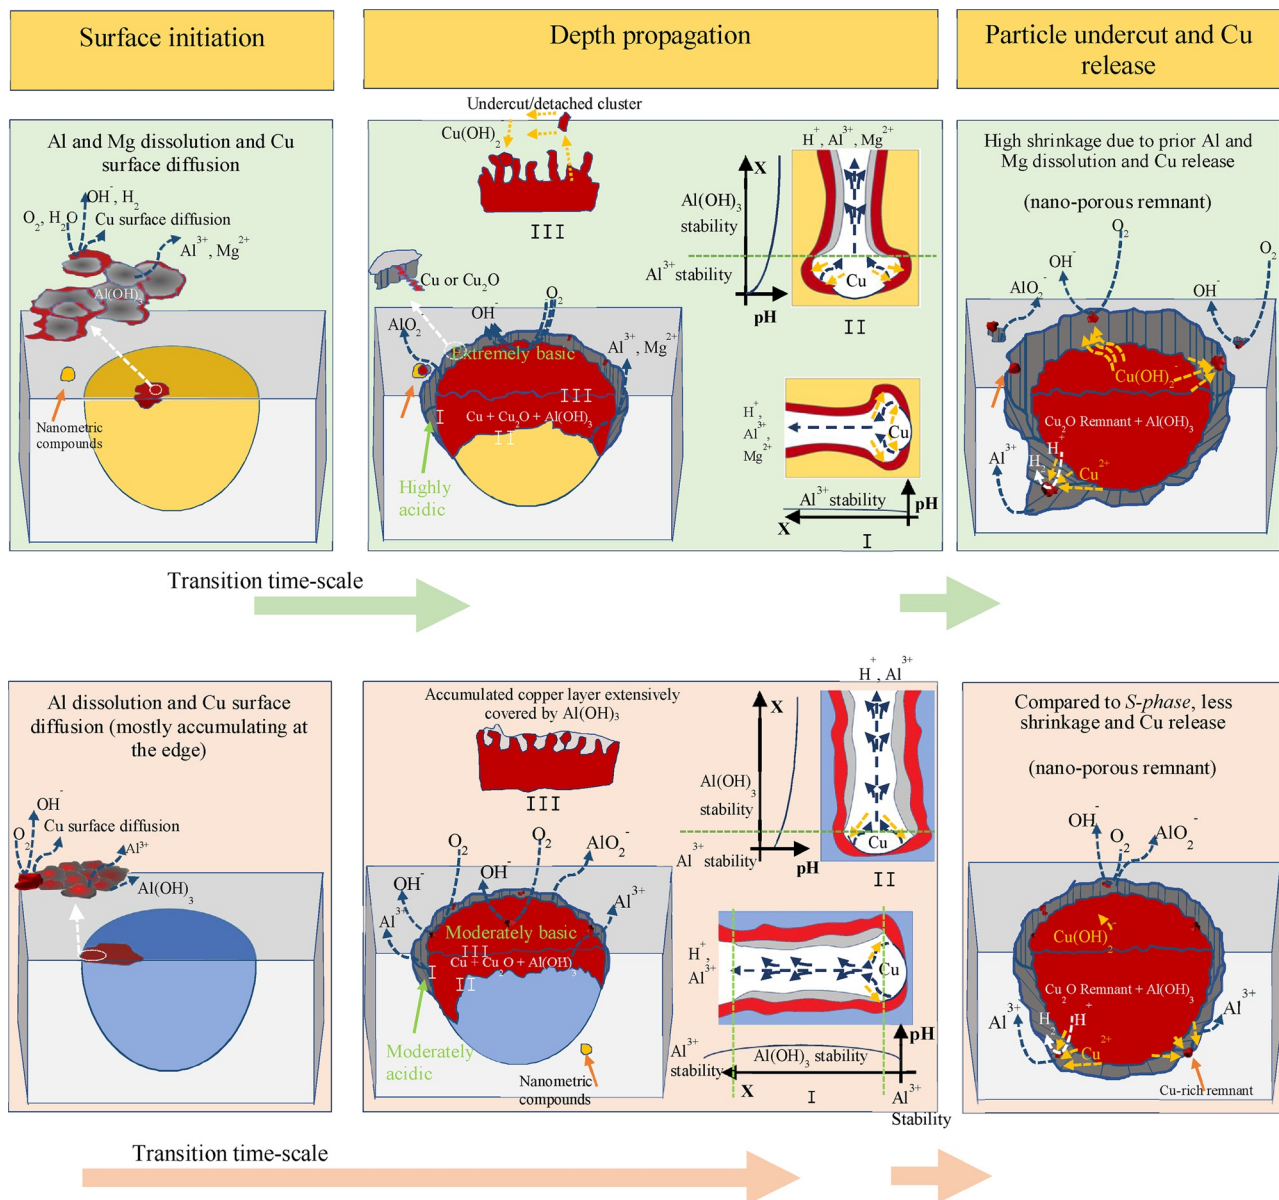 Surface initiation
Depth propagation
Particle undercut and Cu
release
Al and Mg dissolution and Cu
surface diffusion
OH⁻, H₂
O₂, H₂O
Cu surface diffusion
Al³⁺, Mg²⁺
Al(OH)₃
Nanometric
compounds
Undercut/detached cluster
Cu(OH)₂⁻
III
Cu or Cu₂O
AlO₂⁻
OH⁻
O₂
Extremely basic
Al³⁺, Mg²⁺
III
I
Cu + Cu₂O + Al(OH)₃
II
Highly
acidic
H⁺, Al³⁺, Mg²⁺
X
Al(OH)₃
stability
Al³⁺ stability
pH
Cu
II
H⁺,
Al³⁺,
Mg²⁺
Cu
Al³⁺ stability
pH
X
I
High shrinkage due to prior Al and
Mg dissolution and Cu release
(nano-porous remnant)
O₂
OH⁻
O₂
AlO₂⁻
OH⁻
Cu(OH)₂⁻
Cu₂O Remnant + Al(OH)₃
Al³⁺
H₂
H⁺
Cu²⁺
Transition time-scale
Al dissolution and Cu surface
diffusion (mostly accumulating at
the edge)
OH⁻
O₂
Cu surface diffusion
Al³⁺
Al(OH)₃
Accumulated copper layer extensively
covered by Al(OH)₃
III
O₂
O₂
AlO₂⁻
OH⁻
OH⁻
Al³⁺
Al³⁺
Moderately basic
III
Cu + Cu₂O + Al(OH)₃
I
II
Moderately
acidic
Nanometric
compounds
H⁺, Al³⁺
X
Al(OH)₃
stability
Al³⁺ stability
pH
Cu
II
H⁺,
Al³⁺
Cu
Al³⁺
stability
Al(OH)₃ stability
pH
X
I
Al³⁺
Stability
Compared to S-phase, less
shrinkage and Cu release
(nano-porous remnant)
OH⁻
O₂
AlO₂⁻
Cu(OH)₂⁻
Cu₂O Remnant + Al(OH)₃
Al³⁺
H₂
H⁺
Al³⁺
Cu²⁺
Cu-rich remnant
Transition time-scale